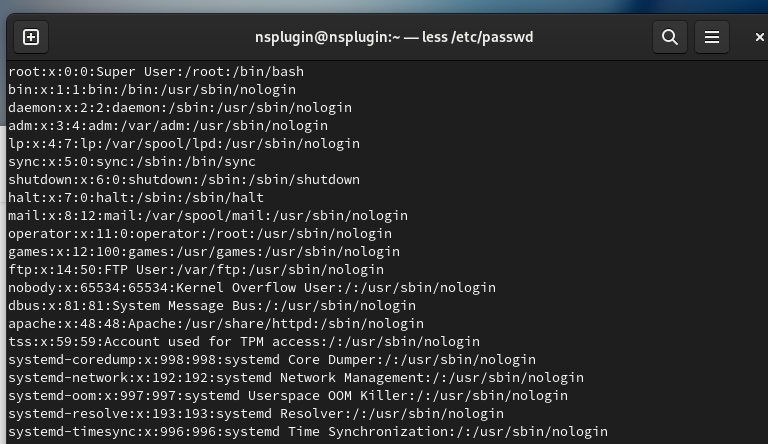 nsplugin@nsplugin:~ — less /etc/passwd
root:x:0:0:Super User:/root:/bin/bash
bin:x:1:1:bin:/bin:/usr/sbin/nologin
daemon:x:2:2:daemon:/sbin:/usr/sbin/nologin
adm:x:3:4:adm:/var/adm:/usr/sbin/nologin
lp:x:4:7:lp:/var/spool/lpd:/usr/sbin/nologin
sync:x:5:0:sync:/sbin:/bin/sync
shutdown:x:6:0:shutdown:/sbin:/sbin/shutdown
halt:x:7:0:halt:/sbin:/sbin/halt
mail:x:8:12:mail:/var/spool/mail:/usr/sbin/nologin
operator:x:11:0:operator:/root:/usr/sbin/nologin
games:x:12:100:games:/usr/games:/usr/sbin/nologin
ftp:x:14:50:FTP User:/var/ftp:/usr/sbin/nologin
nobody:x:65534:65534:Kernel Overflow User:/:/usr/sbin/nologin
dbus:x:81:81:System Message Bus:/:/usr/sbin/nologin
apache:x:48:48:Apache:/usr/share/httpd:/sbin/nologin
tss:x:59:59:Account used for TPM access:/:/usr/sbin/nologin
systemd-coredump:x:998:998:systemd Core Dumper:/:/usr/sbin/nologin
systemd-network:x:192:192:systemd Network Management:/:/usr/sbin/nologin
systemd-oom:x:997:997:systemd Userspace OOM Killer:/:/usr/sbin/nologin
systemd-resolve:x:193:193:systemd Resolver:/:/usr/sbin/nologin
systemd-timesync:x:996:996:systemd Time Synchronization:/:/usr/sbin/nologin